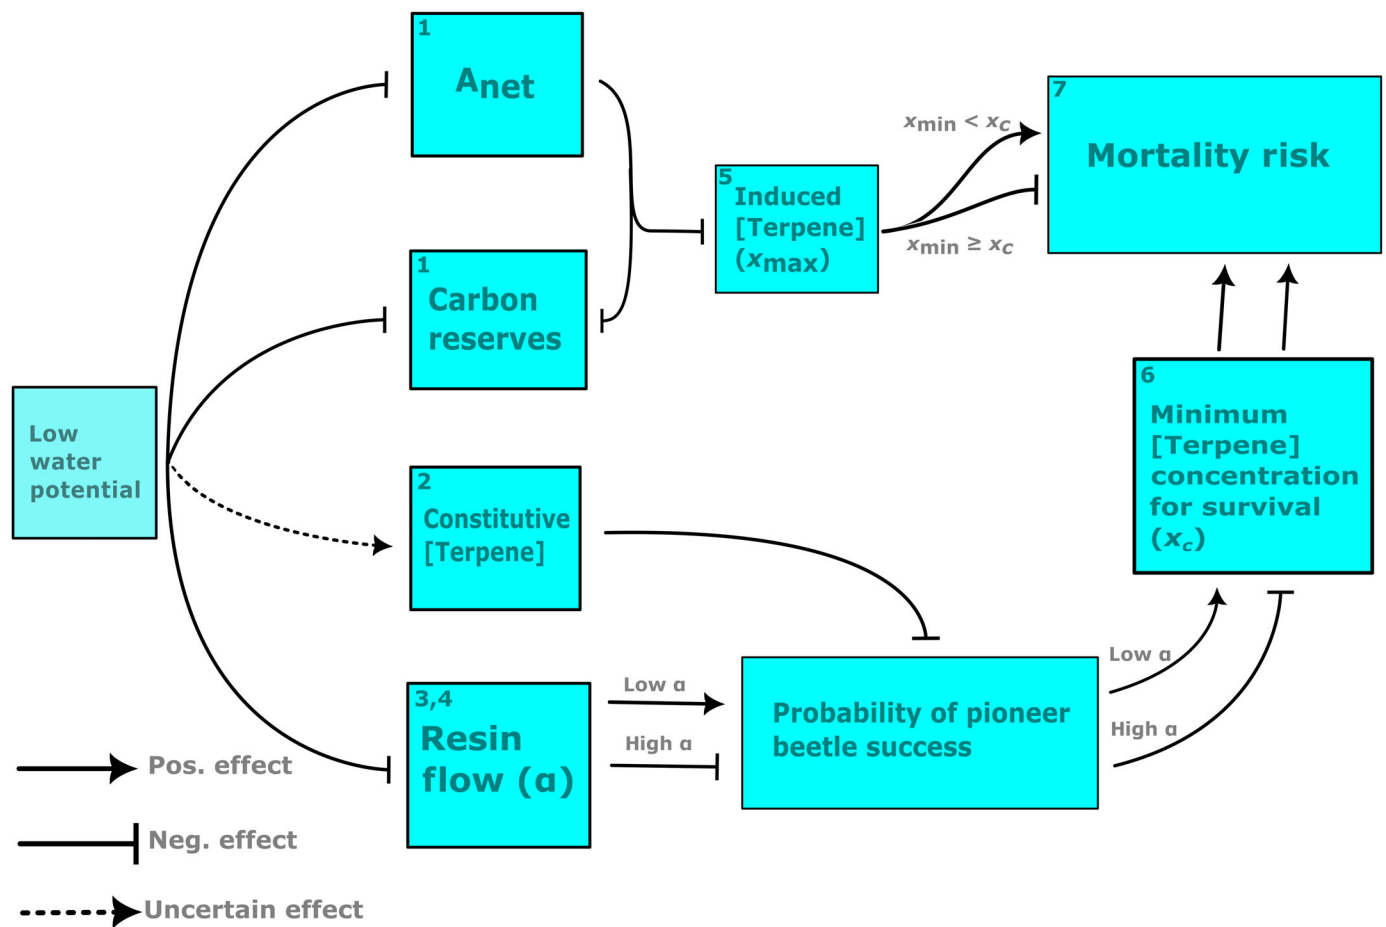 1
Anet
1
Carbon
reserves
Low
water
potential
2
Constitutive
[Terpene]
3,4
Resin
flow (ɑ)
5
Induced
[Terpene]
(xmax)
xmin < xc
xmin ≥ xc
7
Mortality risk
6
Minimum
[Terpene]
concentration
for survival
(xc)
Low ɑ
High ɑ
Probability of pioneer
beetle success
Low ɑ
High ɑ
Pos. effect
Neg. effect
Uncertain effect